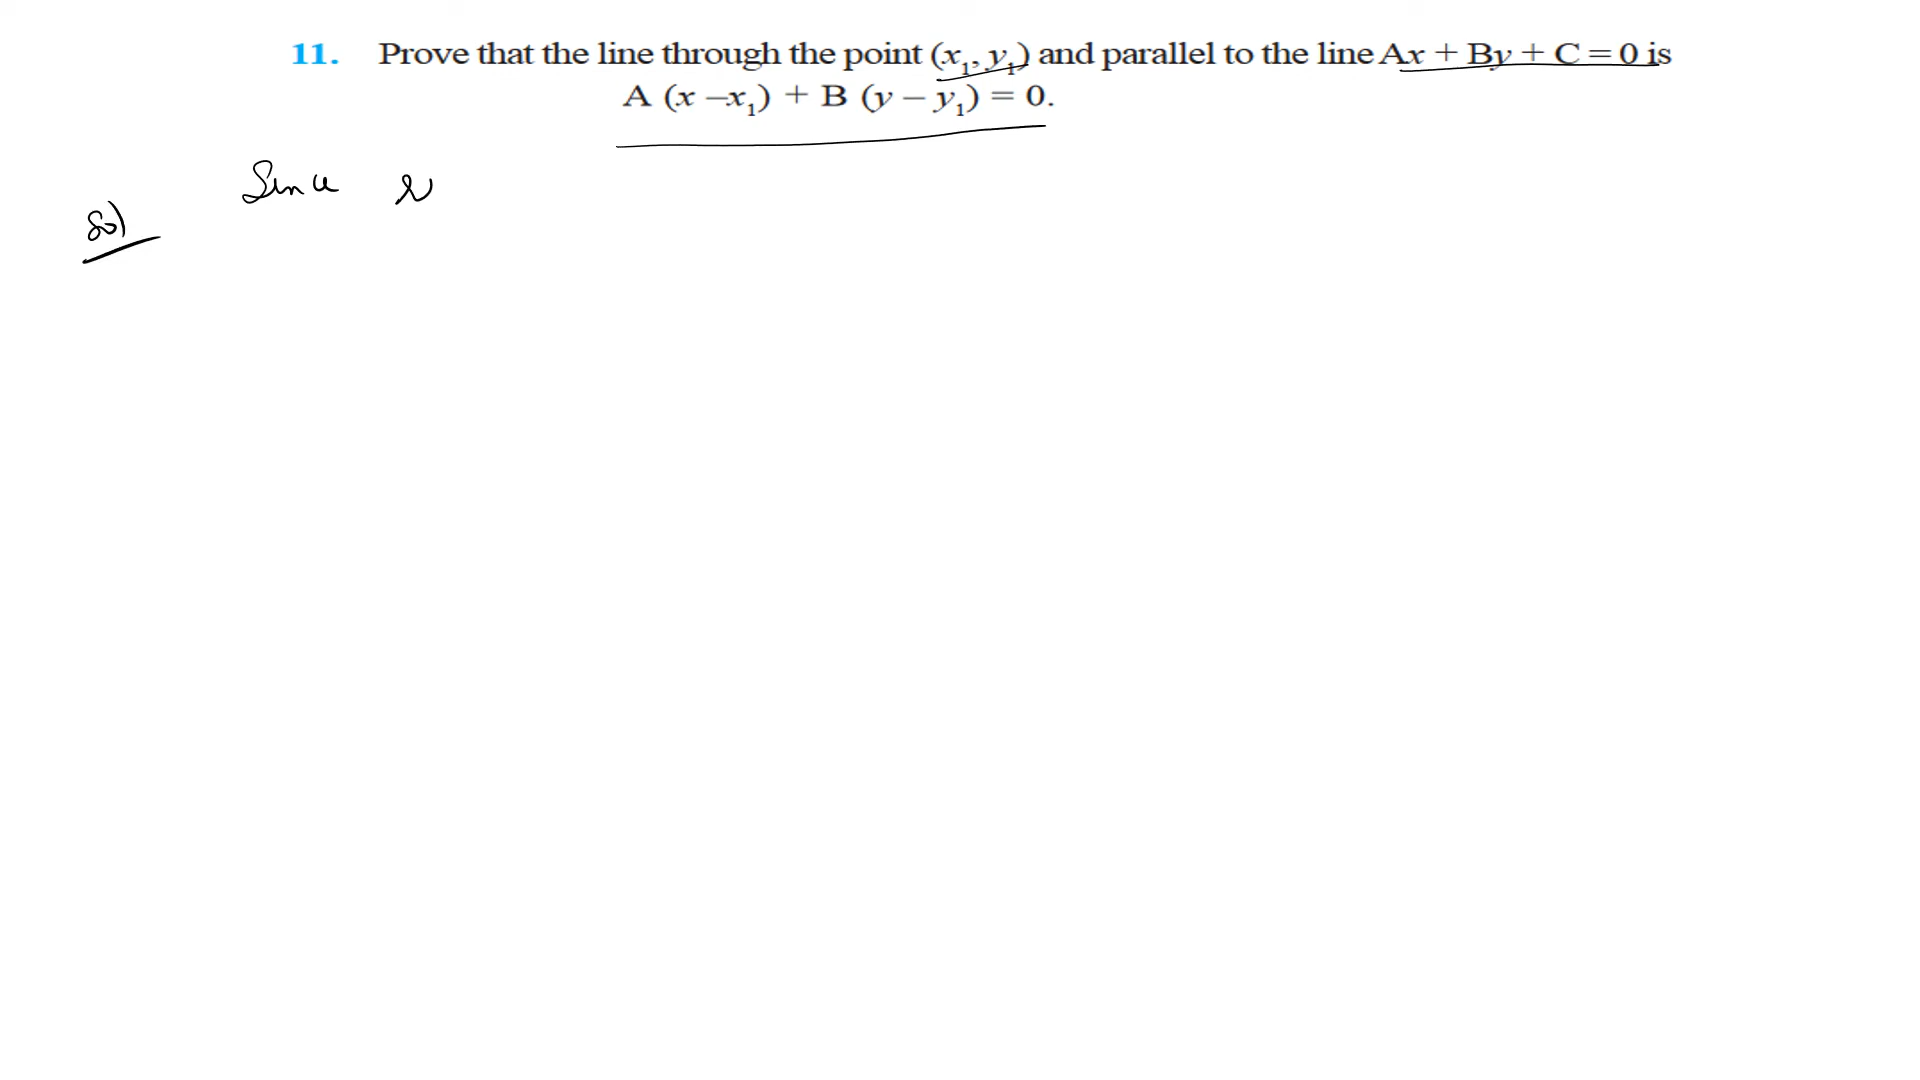 11. Prove that the line through the point (x₁, y₁) and parallel to the line Ax + By + C = 0 is
A (x –x₁) + B (y – y₁) = 0.
Since
Sol